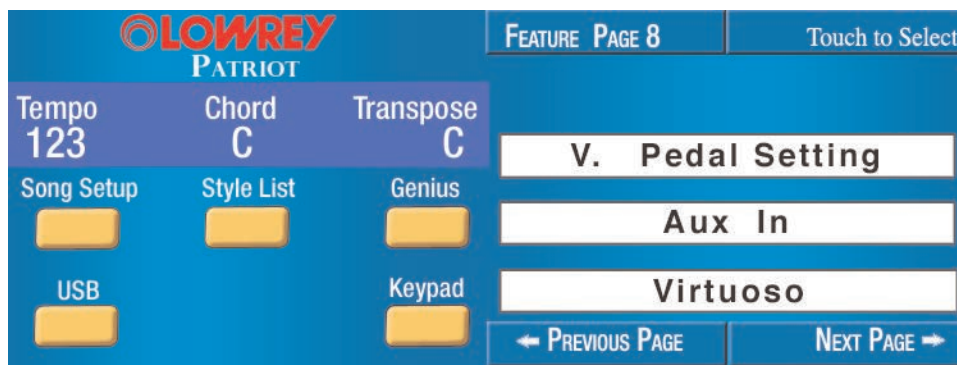 LOWREY
PATRIOT
Tempo Chord Transpose
123 C C
Song Setup Style List Genius
USB Keypad
FEATURE PAGE 8 Touch to Select
V. Pedal Setting
Aux In
Virtuoso
PREVIOUS PAGE NEXT PAGE